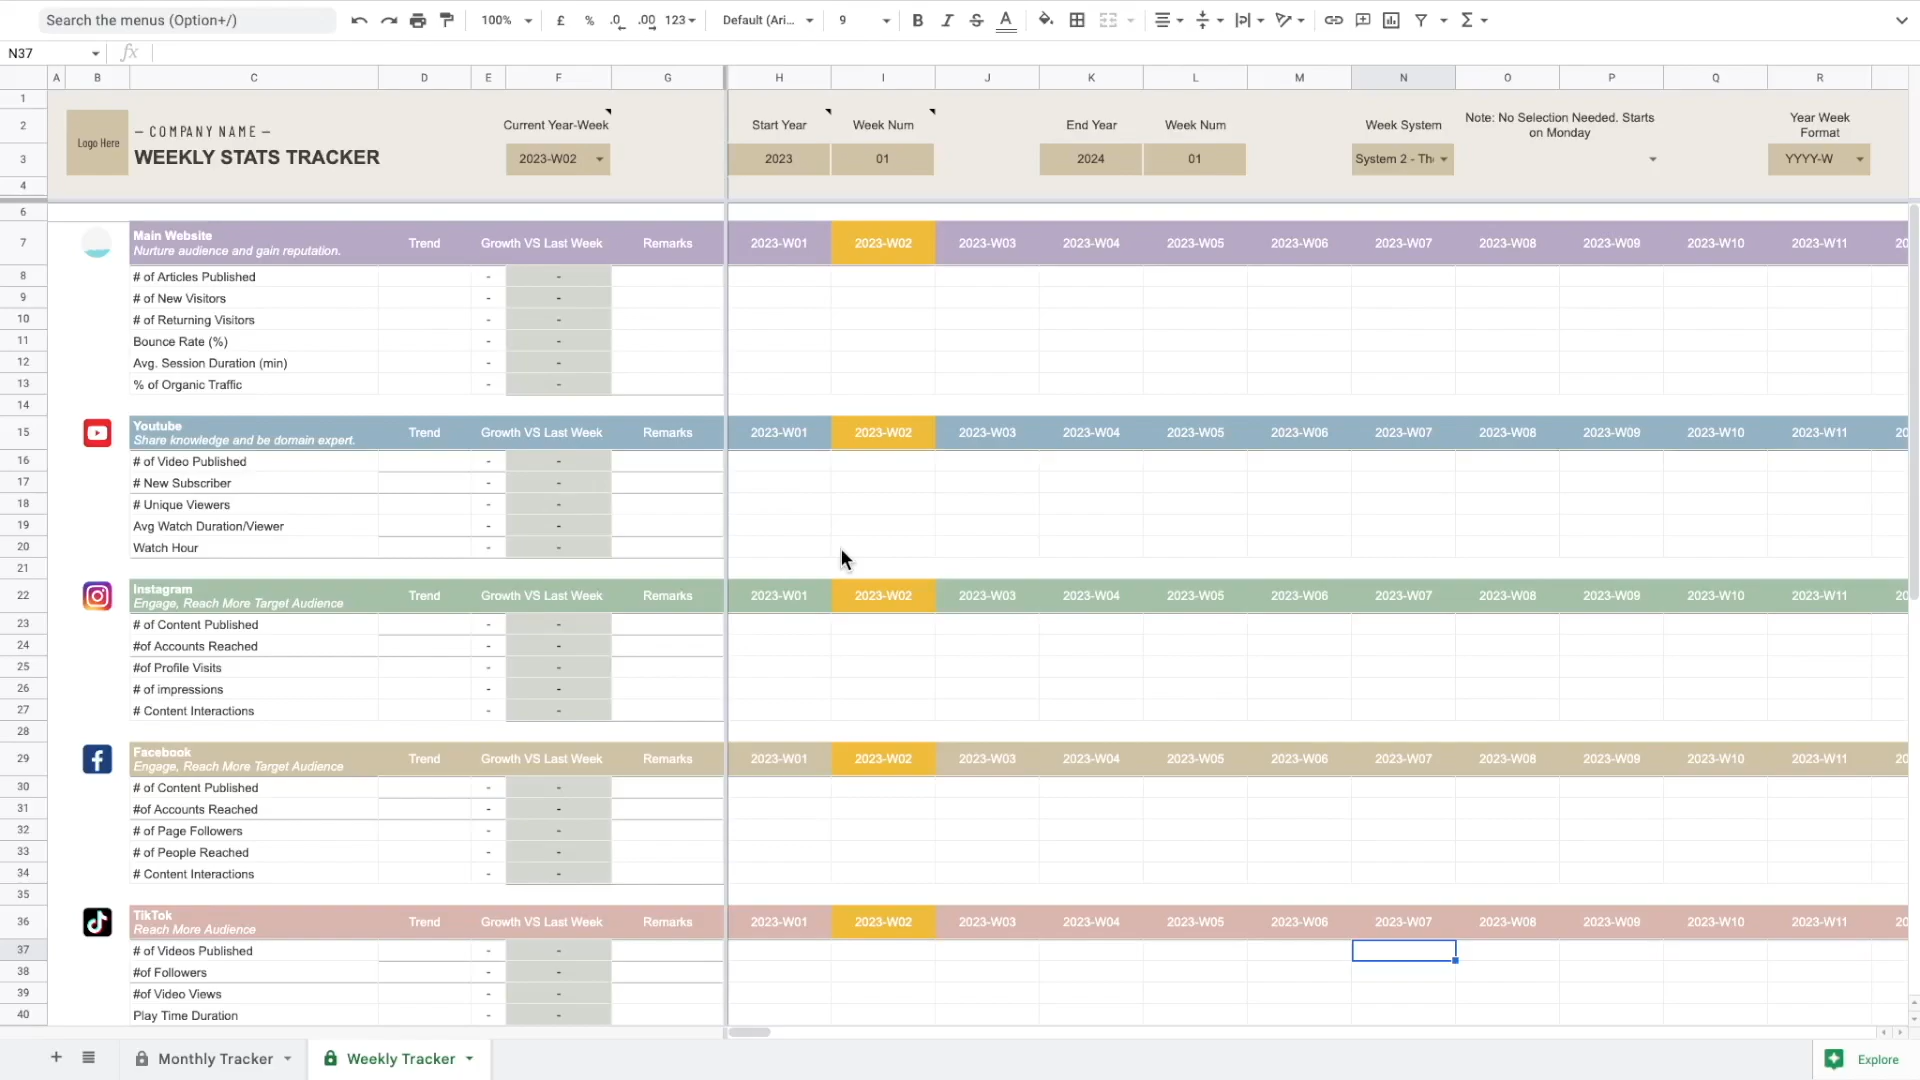 Search the menus (Option+/)
100%
£ % .0 .00 123
Default (Ari...
9
B I S A
N37
fx
A B C D E F G H I J K L M N O P Q R
1
2
3
4
6
7
8
9
10
11
12
13
14
15
16
17
18
19
20
21
22
23
24
25
26
27
28
29
30
31
32
33
34
35
36
37
38
39
40
Logo Here
– COMPANY NAME –
WEEKLY STATS TRACKER
Current Year-Week
2023-W02
Start Year
2023
Week Num
01
End Year
2024
Week Num
01
Week System
System 2 - Th
Note: No Selection Needed. Starts
on Monday
Year Week
Format
YYYY-W
Main Website
Nurture audience and gain reputation.
Trend Growth VS Last Week Remarks 2023-W01 2023-W02 2023-W03 2023-W04 2023-W05 2023-W06 2023-W07 2023-W08 2023-W09 2023-W10 2023-W11 20
# of Articles Published - -
# of New Visitors - -
# of Returning Visitors - -
Bounce Rate (%) - -
Avg. Session Duration (min) - -
% of Organic Traffic - -
Youtube
Share knowledge and be domain expert.
Trend Growth VS Last Week Remarks 2023-W01 2023-W02 2023-W03 2023-W04 2023-W05 2023-W06 2023-W07 2023-W08 2023-W09 2023-W10 2023-W11 20
# of Video Published - -
# New Subscriber - -
# Unique Viewers - -
Avg Watch Duration/Viewer - -
Watch Hour - -
Instagram
Engage, Reach More Target Audience
Trend Growth VS Last Week Remarks 2023-W01 2023-W02 2023-W03 2023-W04 2023-W05 2023-W06 2023-W07 2023-W08 2023-W09 2023-W10 2023-W11 20
# of Content Published - -
#of Accounts Reached - -
#of Profile Visits - -
# of impressions - -
# Content Interactions - -
Facebook
Engage, Reach More Target Audience
Trend Growth VS Last Week Remarks 2023-W01 2023-W02 2023-W03 2023-W04 2023-W05 2023-W06 2023-W07 2023-W08 2023-W09 2023-W10 2023-W11 20
# of Content Published - -
#of Accounts Reached - -
# of Page Followers - -
# of People Reached - -
# Content Interactions - -
TikTok
Reach More Audience
Trend Growth VS Last Week Remarks 2023-W01 2023-W02 2023-W03 2023-W04 2023-W05 2023-W06 2023-W07 2023-W08 2023-W09 2023-W10 2023-W11 20
# of Videos Published - -
#of Followers - -
#of Video Views - -
Play Time Duration - -
Monthly Tracker
Weekly Tracker
Explore